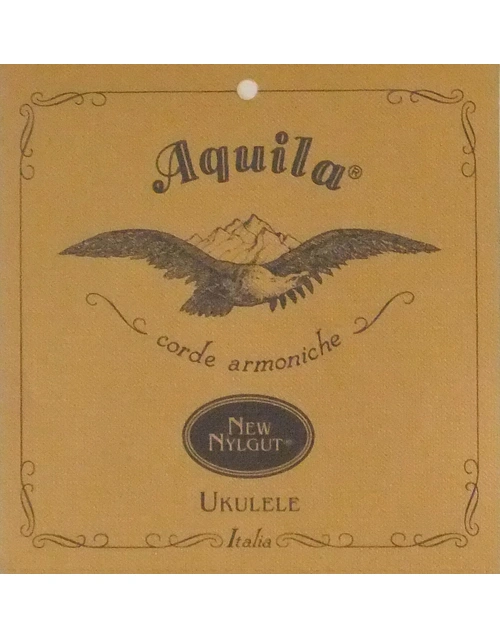 Aquila®
corde armoniche
NEW
NYLGUT®
UKULELE
Italia